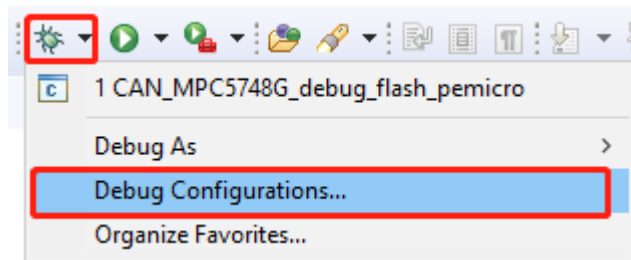 1 CAN_MPC5748G_debug_flash_pemicro
Debug As
Debug Configurations...
Organize Favorites...